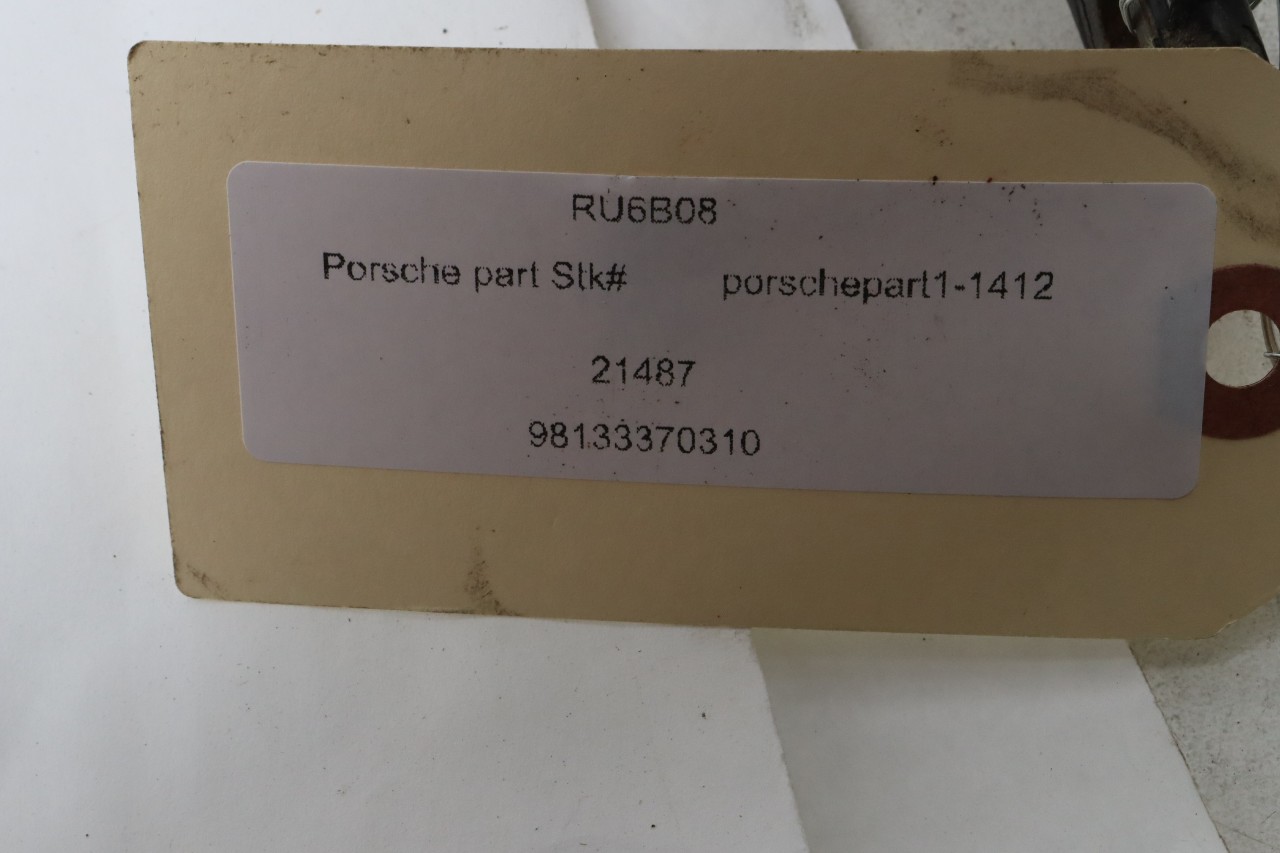 RU6B08
Porsche part Stk# porschepart1-1412
21487
98133370310